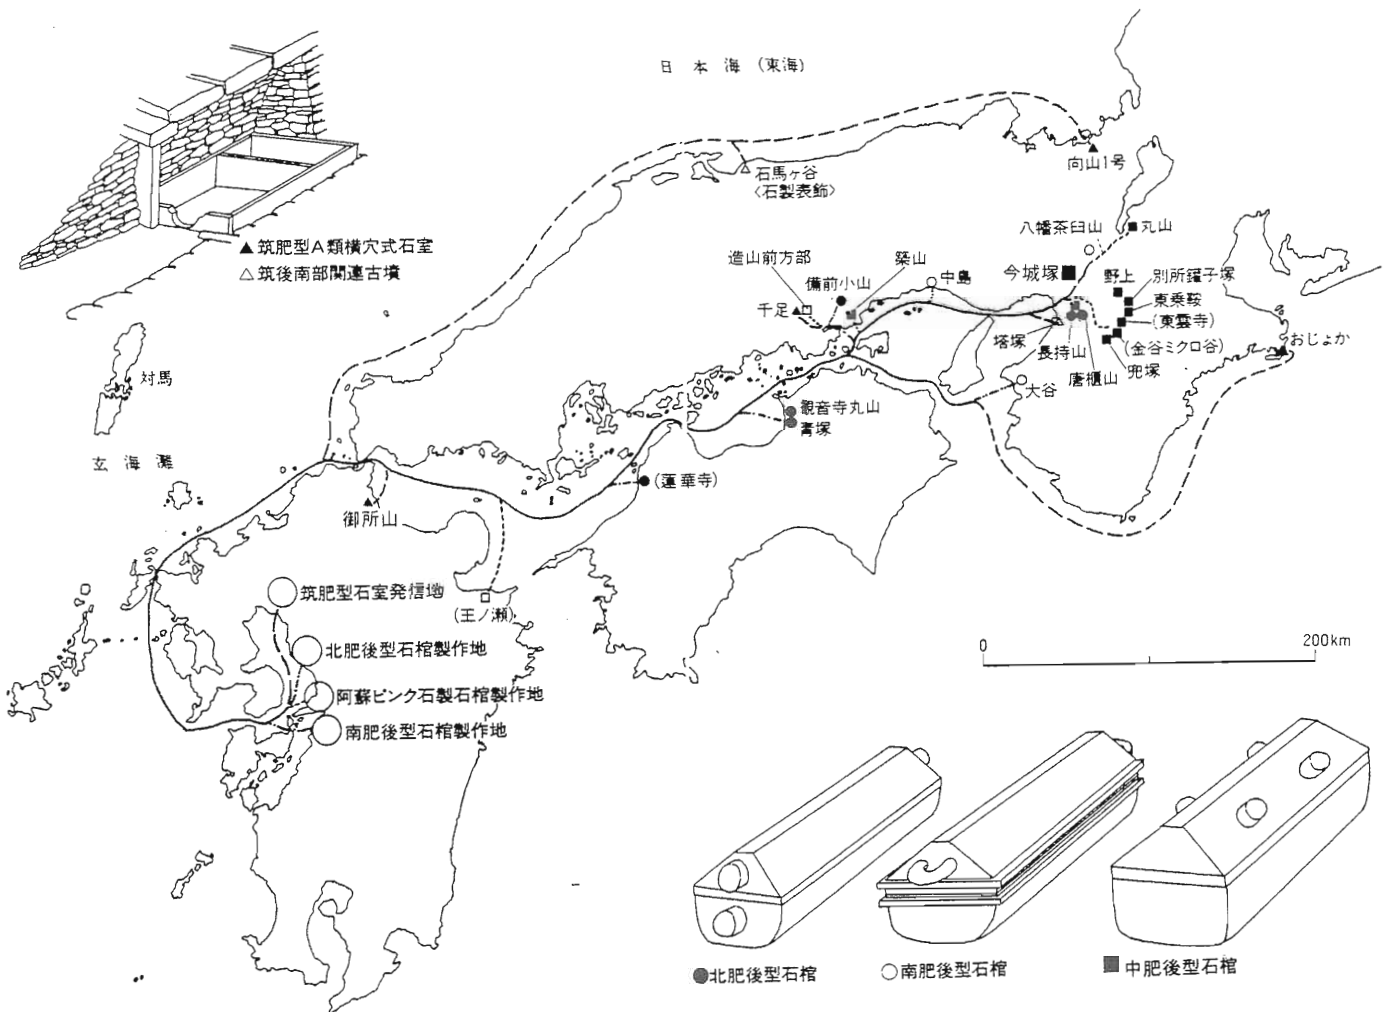 日本海(東海)
向山1号
石馬ヶ谷
〈石製表飾〉
▲筑肥型A類横穴式石室
△筑後南部関連古墳
八幡茶臼山
丸山
造山前方部
築山
備前小山
中島
今城塚
野上
別所鑵子塚
東乗鞍
千足
(東雲寺)
塔塚
長持山
(金谷ミクロ谷)
おじょか
唐櫃山
兜塚
大谷
対馬
観音寺丸山
青塚
玄海灘
(蓮華寺)
御所山
筑肥型石室発信地
(王ノ瀬)
北肥後型石棺製作地
阿蘇ピンク石製石棺製作地
南肥後型石棺製作地
0
200km
●北肥後型石棺
○南肥後型石棺
■中肥後型石棺